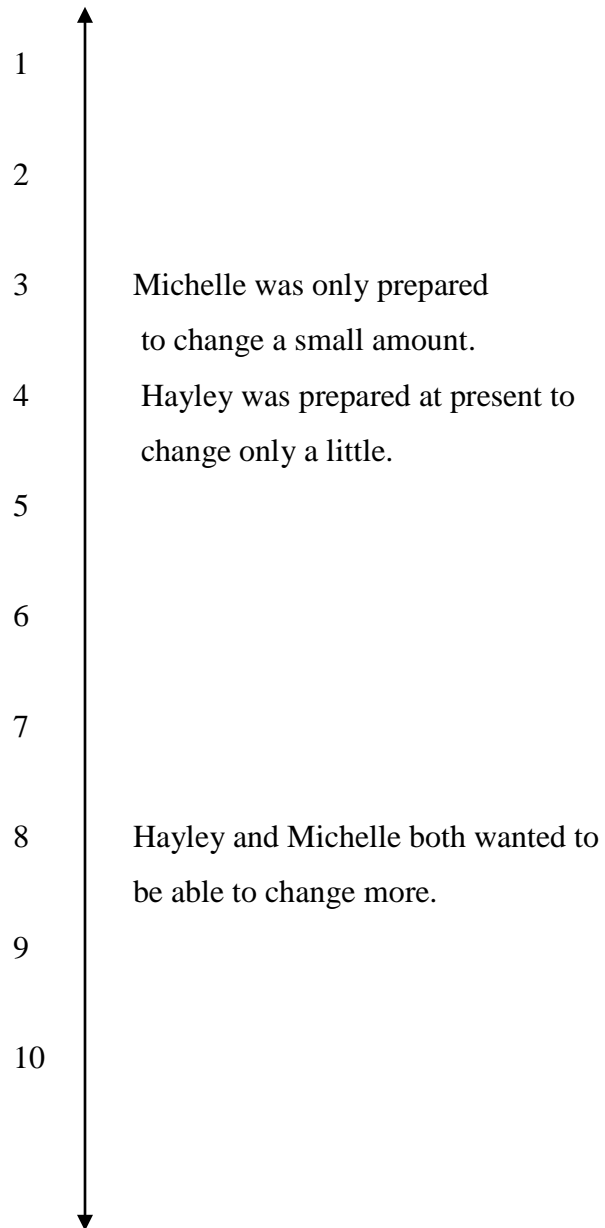 1
2
3 Michelle was only prepared
to change a small amount.
4 Hayley was prepared at present to
change only a little.
5
6
7
8 Hayley and Michelle both wanted to
be able to change more.
9
10